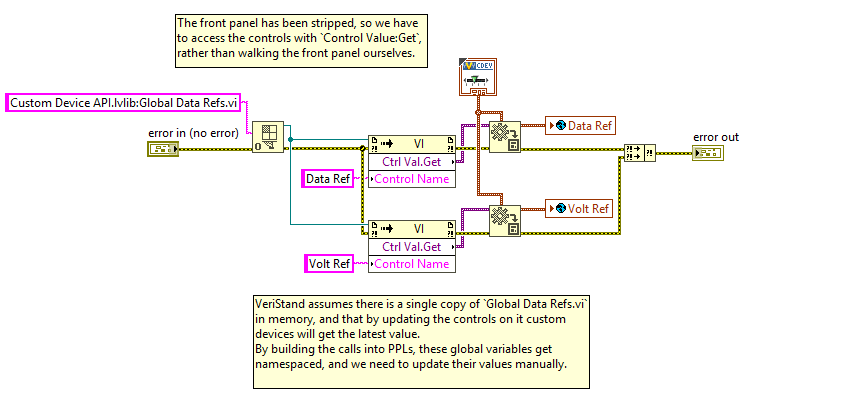 The front panel has been stripped, so we have
to access the controls with `Control Value:Get`,
rather than walking the front panel ourselves.
CDEV
Custom Device API.lvlib:Global Data Refs.vi
error in (no error)
VI
Ctrl Val.Get
Data Ref
Control Name
Data Ref
error out
VI
Ctrl Val.Get
Volt Ref
Control Name
Volt Ref
VeriStand assumes there is a single copy of `Global Data Refs.vi`
in memory, and that by updating the controls on it custom
devices will get the latest value.
By building the calls into PPLs, these global variables get
namespaced, and we need to update their values manually.